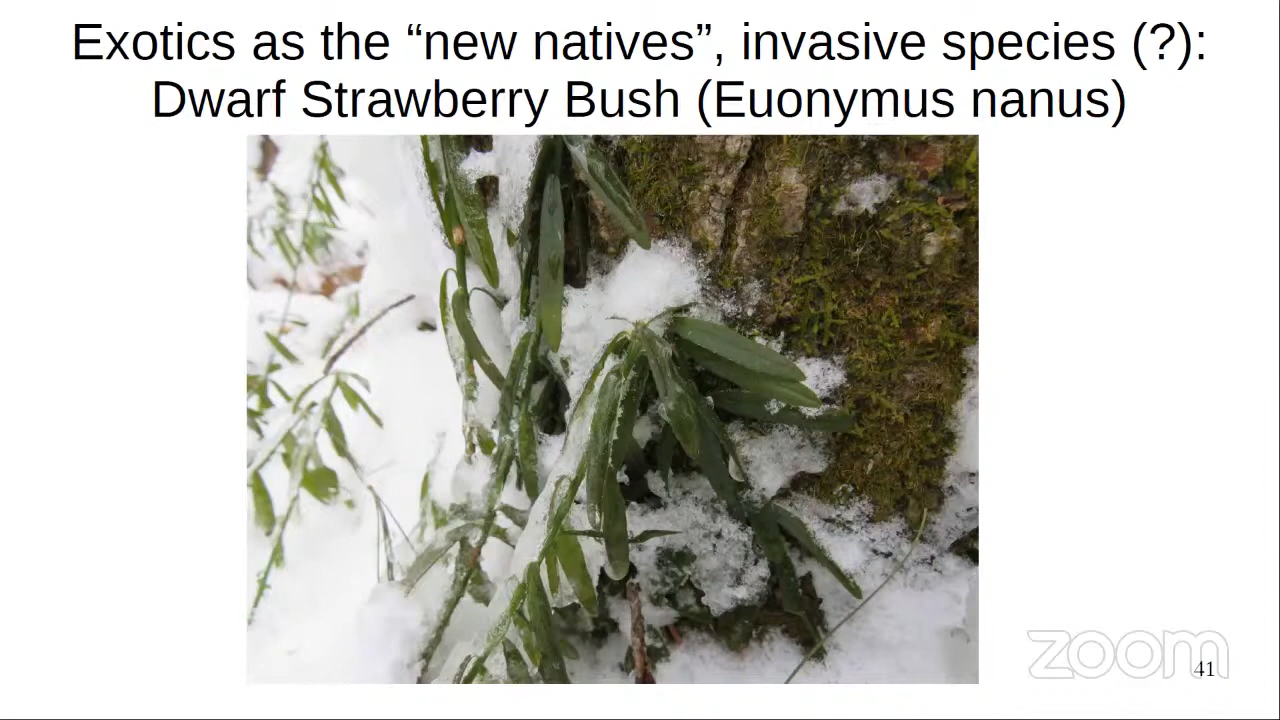 Exotics as the “new natives”, invasive species (?):
Dwarf Strawberry Bush (Euonymus nanus)
zoom
41